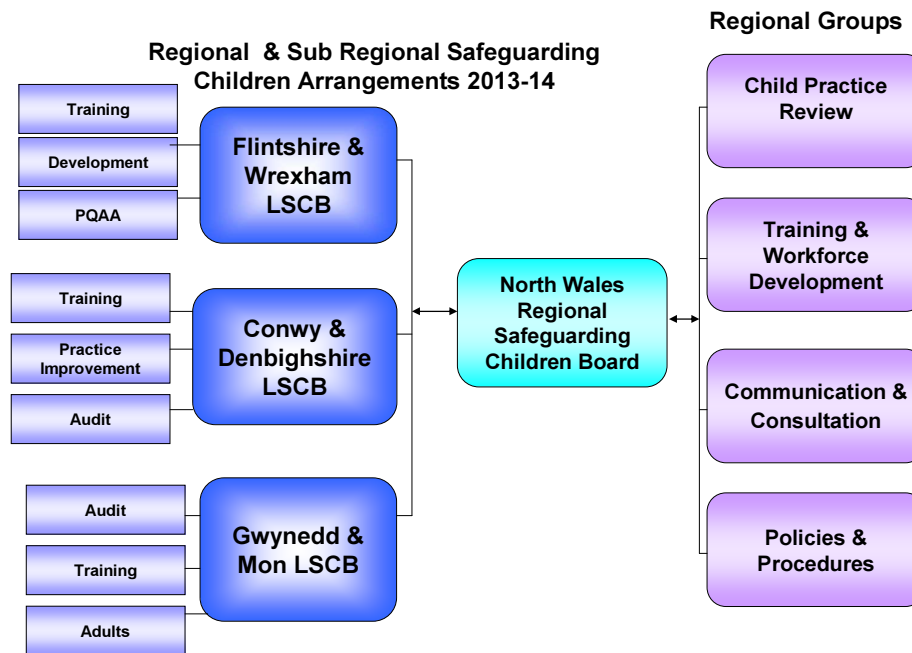 Regional & Sub Regional Safeguarding
Children Arrangements 2013-14
Training
Development
PQAA
Flintshire &
Wrexham
LSCB
Training
Practice
Improvement
Audit
Conwy &
Denbighshire
LSCB
Audit
Training
Adults
Gwynedd &
Mon LSCB
North Wales
Regional
Safeguarding
Children Board
Regional Groups
Child Practice
Review
Training &
Workforce
Development
Communication &
Consultation
Policies &
Procedures